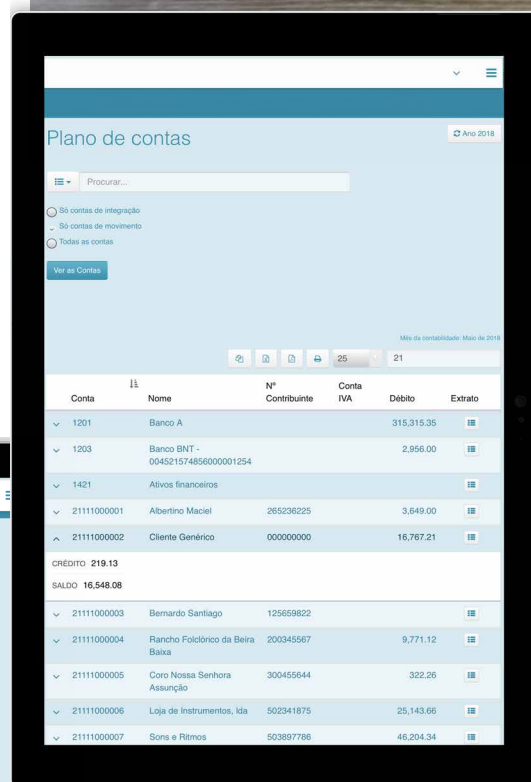 Plano de contas
Ano 2018
Procurar...
Só contas de integração
Só contas de movimento
Todas as contas
Ver as Contas
Mês da contabilidade: Maio de 2018
25 21
Nº Conta
Conta Nome Contribuinte IVA Débito Extrato
1201 Banco A 315,315.35
1203 Banco BNT - 2,956.00
004521574856000001254
1421 Ativos financeiros
21111000001 Albertino Maciel 265236225 3,649.00
21111000002 Cliente Genérico 000000000 16,767.21
CRÉDITO 219.13
SALDO 16,548.08
21111000003 Bernardo Santiago 125659822
21111000004 Rancho Folclórico da Beira 200345567 9,771.12
Baixa
21111000005 Coro Nossa Senhora 300455644 322.26
Assunção
21111000006 Loja de Instrumentos, lda 502341875 25,143.66
21111000007 Sons e Ritmos 503897786 46,204.34